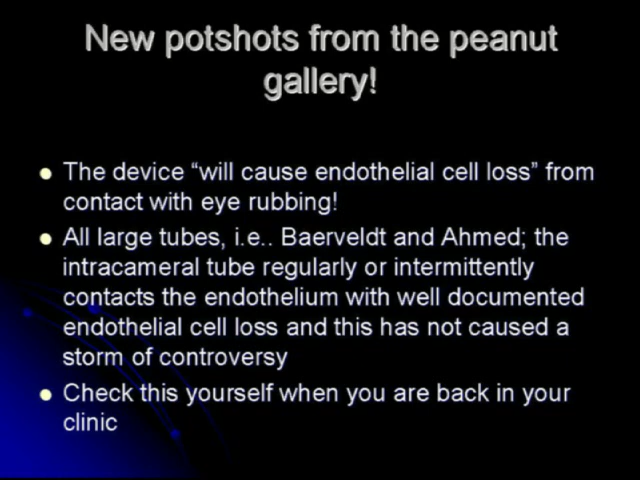 New potshots from the peanut
gallery!
The device “will cause endothelial cell loss” from
contact with eye rubbing!
All large tubes, i.e.. Baerveldt and Ahmed; the
intracameral tube regularly or intermittently
contacts the endothelium with well documented
endothelial cell loss and this has not caused a
storm of controversy
Check this yourself when you are back in your
clinic